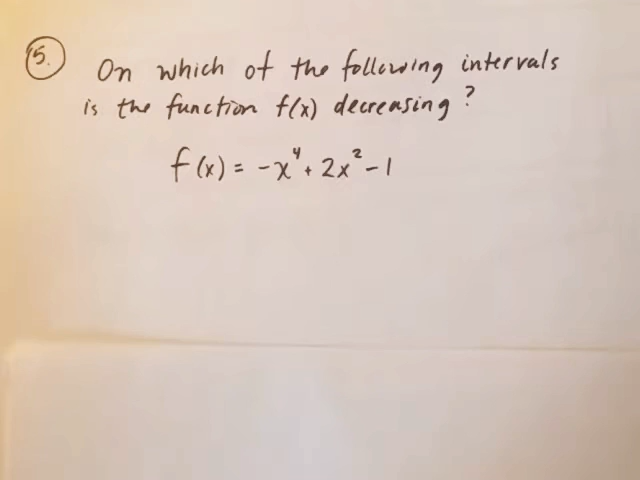 5. On which of the following intervals
is the function f(x) decreasing?
f(x) = -x⁴ + 2x² - 1